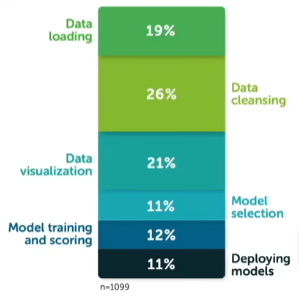 Data
loading
19%
26%
Data
cleansing
Data
visualization
21%
11%
Model
selection
Model training
and scoring
12%
11%
Deploying
models
n=1099